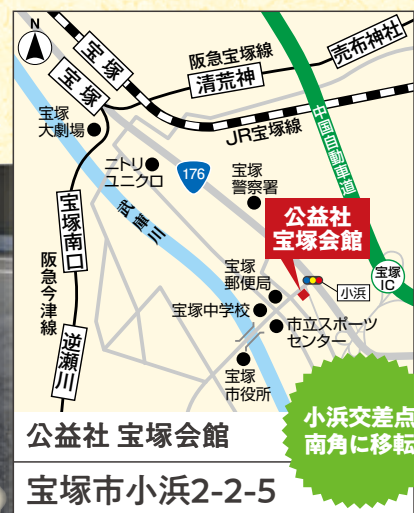 N
宝塚
宝塚
阪急宝塚線
清荒神
売布神社
JR宝塚線
中国自動車道
宝塚
大劇場
ニトリ
ユニクロ
176
宝塚
警察署
武庫川
公益社
宝塚会館
宝塚南口
阪急今津線
逆瀬川
宝塚
郵便局
小浜
宝塚
IC
宝塚中学校
市立スポーツ
センター
宝塚
市役所
小浜交差点
南角に移転
公益社 宝塚会館
宝塚市小浜2-2-5